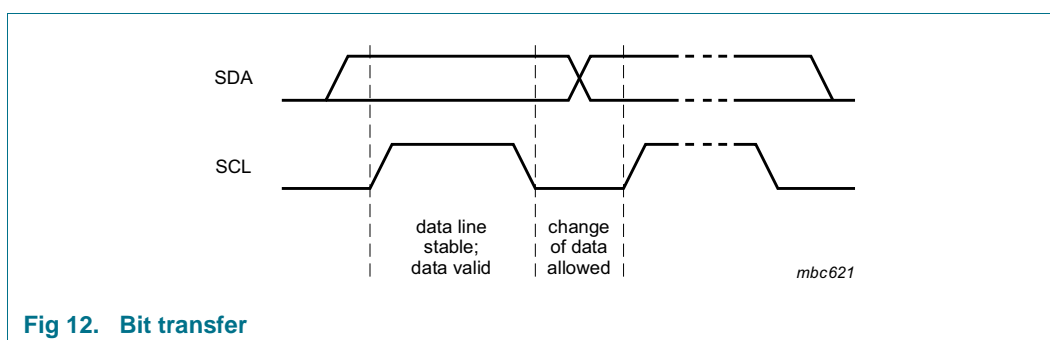 SDA
SCL
data line
stable;
data valid
change
of data
allowed
mbc621
Fig 12. Bit transfer